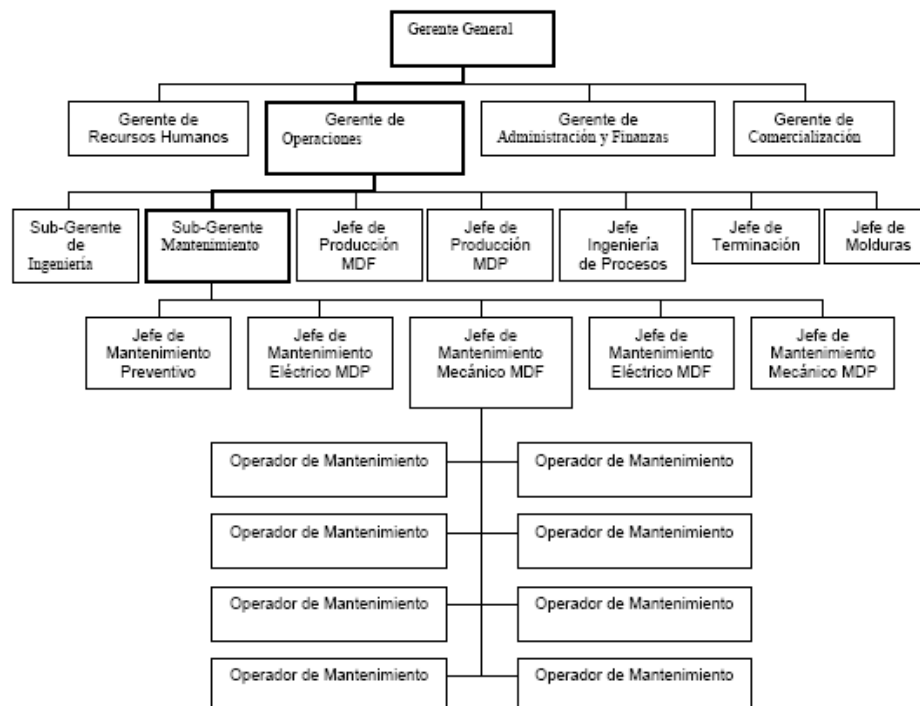 Gerente General
Gerente de
Recursos Humanos
Gerente de
Operaciones
Gerente de
Administración y Finanzas
Gerente de
Comercialización
Sub-Gerente
de
Ingeniería
Sub-Gerente
Mantenimiento
Jefe de
Producción
MDF
Jefe de
Producción
MDP
Jefe
Ingeniería
de Procesos
Jefe de
Terminación
Jefe de
Molduras
Jefe de
Mantenimiento
Preventivo
Jefe de
Mantenimiento
Eléctrico MDP
Jefe de
Mantenimiento
Mecánico MDF
Jefe de
Mantenimiento
Eléctrico MDF
Jefe de
Mantenimiento
Mecánico MDP
Operador de Mantenimiento
Operador de Mantenimiento
Operador de Mantenimiento
Operador de Mantenimiento
Operador de Mantenimiento
Operador de Mantenimiento
Operador de Mantenimiento
Operador de Mantenimiento